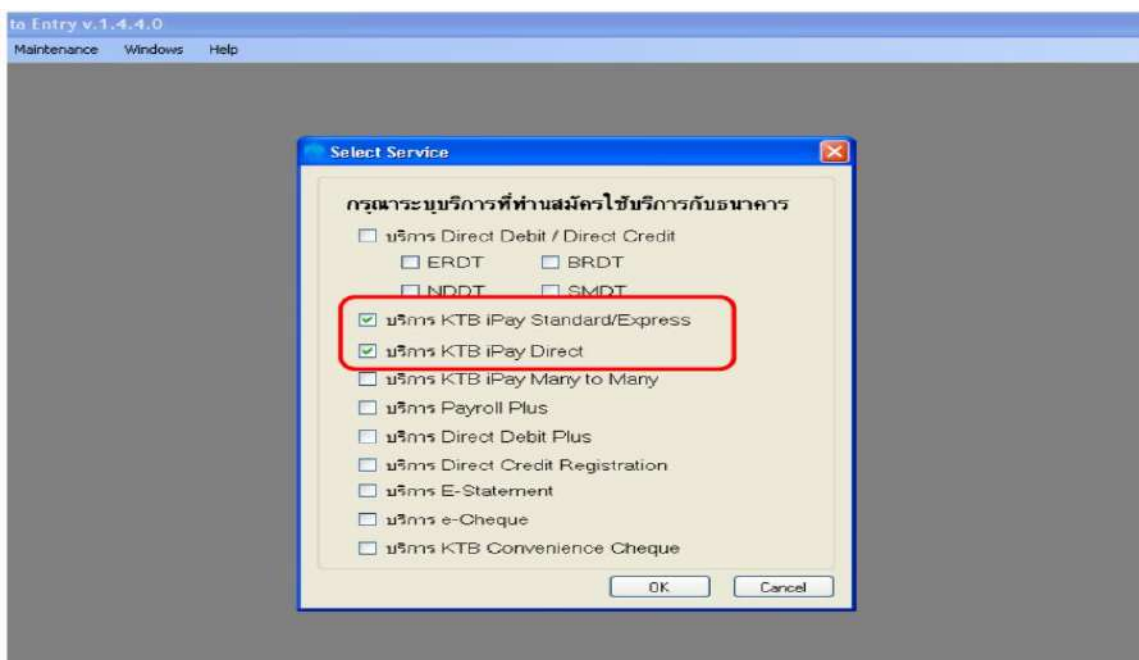 ta Entry v.1.4.4.0
Maintenance Windows Help
Select Service
กรุณาระบุบริการที่ท่านสมัครใช้บริการกับธนาคาร
บริการ Direct Debit / Direct Credit
ERDT BRDT
NDDT SMDT
บริการ KTB iPay Standard/Express
บริการ KTB iPay Direct
บริการ KTB iPay Many to Many
บริการ Payroll Plus
บริการ Direct Debit Plus
บริการ Direct Credit Registration
บริการ E-Statement
บริการ e-Cheque
บริการ KTB Convenience Cheque
OK Cancel